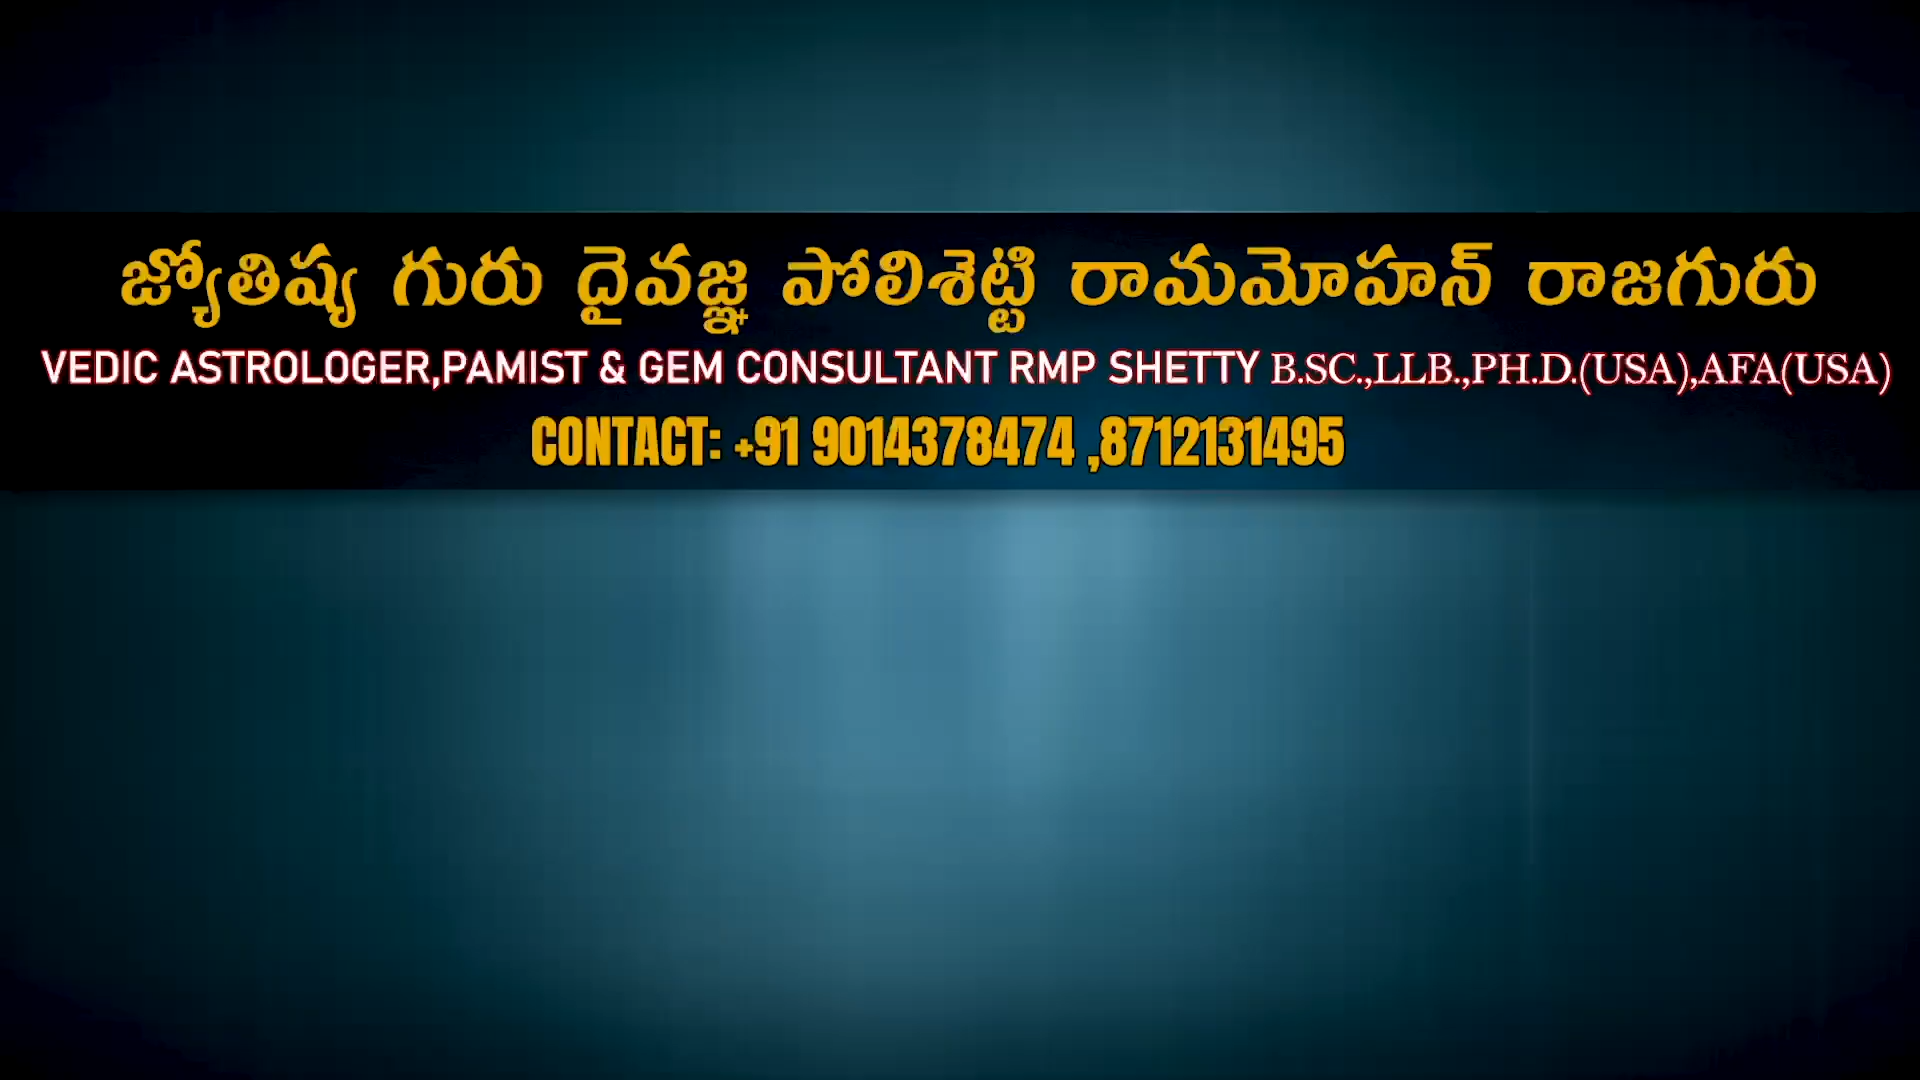 జ్యోతిష్య గురు దైవజ్ఞ పోలిశెట్టి రామమోహన్ రాజగురు
VEDIC ASTROLOGER,PAMIST & GEM CONSULTANT RMP SHETTY B.SC.,LLB.,PH.D.(USA),AFA(USA)
CONTACT: +91 9014378474 ,8712131495